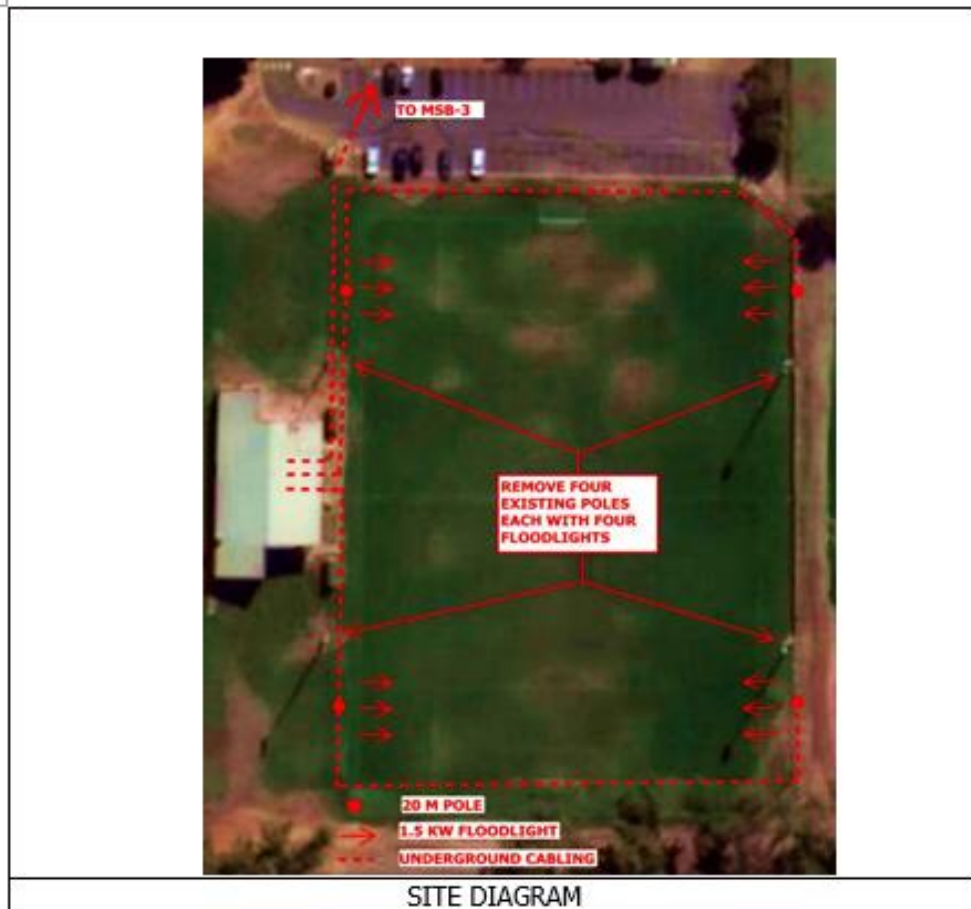 TO MSB-3
REMOVE FOUR
EXISTING POLES
EACH WITH FOUR
FLOODLIGHTS
20 M POLE
1.5 KW FLOODLIGHT
UNDERGROUND CABLING
SITE DIAGRAM